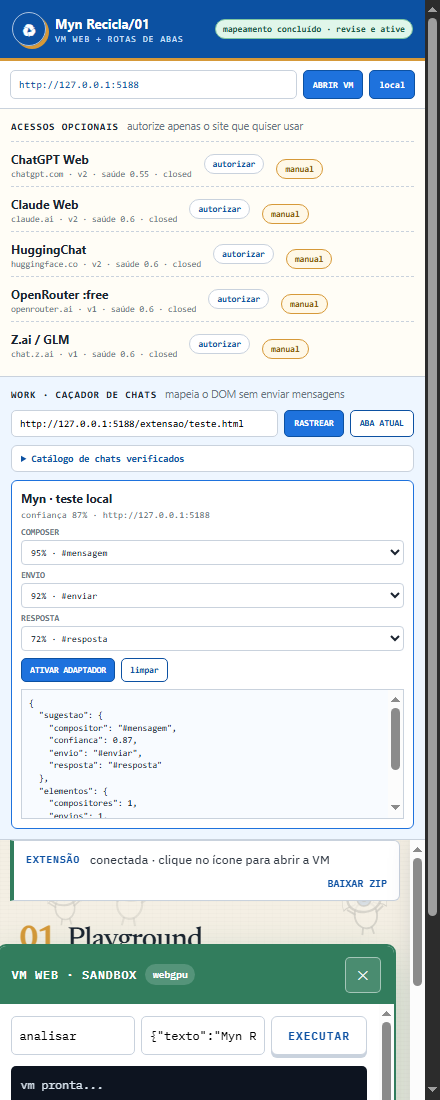 Myn Recicla/01
VM WEB + ROTAS DE ABAS
mapeamento concluído · revise e ative
http://127.0.0.1:5188
ABRIR VM
local
ACESSOS OPCIONAIS autorize apenas o site que quiser usar
ChatGPT Web
chatgpt.com · v2 · saúde 0.55 · closed
autorizar
manual
Claude Web
claude.ai · v2 · saúde 0.6 · closed
autorizar
manual
HuggingChat
huggingface.co · v2 · saúde 0.6 · closed
autorizar
manual
OpenRouter :free
openrouter.ai · v1 · saúde 0.6 · closed
autorizar
manual
Z.ai / GLM
chat.z.ai · v1 · saúde 0.6 · closed
autorizar
manual
WORK · CAÇADOR DE CHATS mapeia o DOM sem enviar mensagens
http://127.0.0.1:5188/extensao/teste.html
RASTREAR
ABA ATUAL
Catálogo de chats verificados
Myn · teste local
confiança 87% · http://127.0.0.1:5188
COMPOSER
95% · #mensagem
ENVIO
92% · #enviar
RESPOSTA
72% · #resposta
ATIVAR ADAPTADOR
limpar
{
"sugestao": {
"compositor": "#mensagem",
"confianca": 0.87,
"envio": "#enviar",
"resposta": "#resposta"
},
"elementos": {
"compositores": 1,
"envios": 1,
EXTENSÃO conectada · clique no ícone para abrir a VM
BAIXAR ZIP
01 Playground
VM WEB · SANDBOX webgpu
×
analisar
{"texto":"Myn R
EXECUTAR
vm pronta...